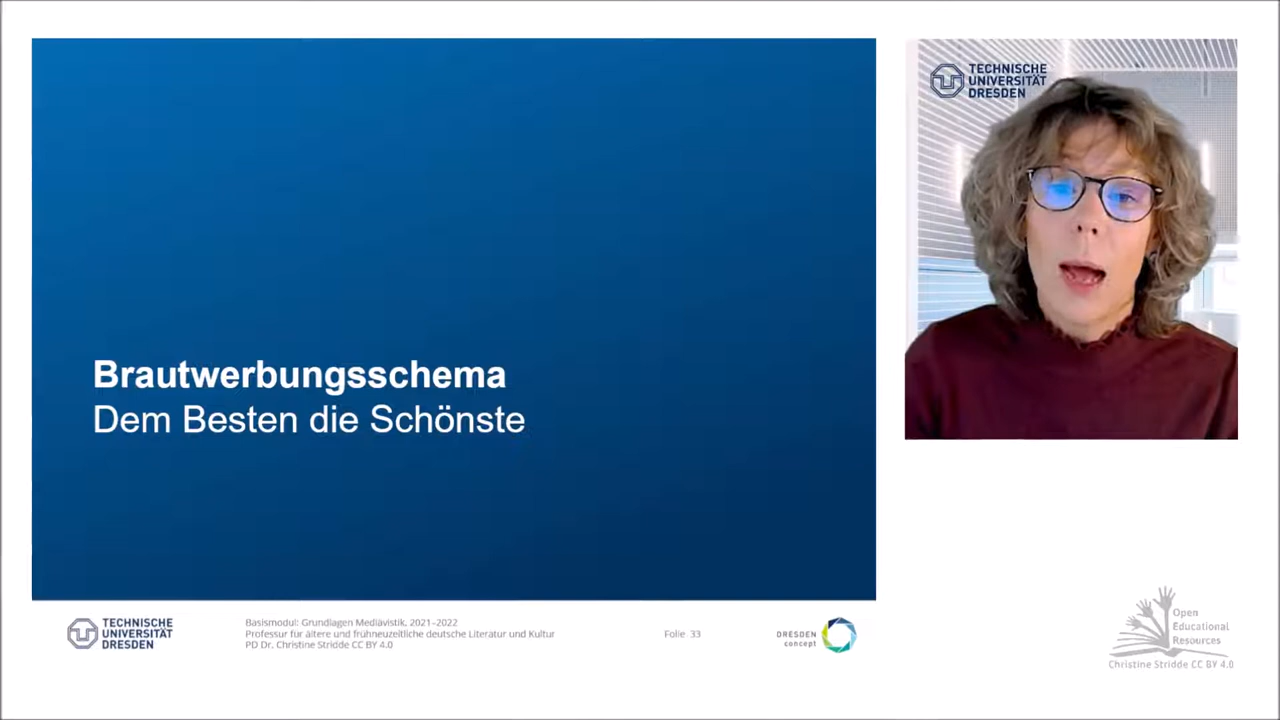 Brautwerbungsschema
Dem Besten die Schönste
TECHNISCHE
UNIVERSITÄT
DRESDEN
TECHNISCHE
UNIVERSITÄT
DRESDEN
Basismodul: Grundlagen Mediävistik, 2021–2022
Professur für ältere und frühneuzeitliche deutsche Literatur und Kultur
PD Dr. Christine Stridde CC BY 4.0
Folie 33
DRESDEN
concept
Open
Educational
Resources
Christine Stridde CC BY 4.0